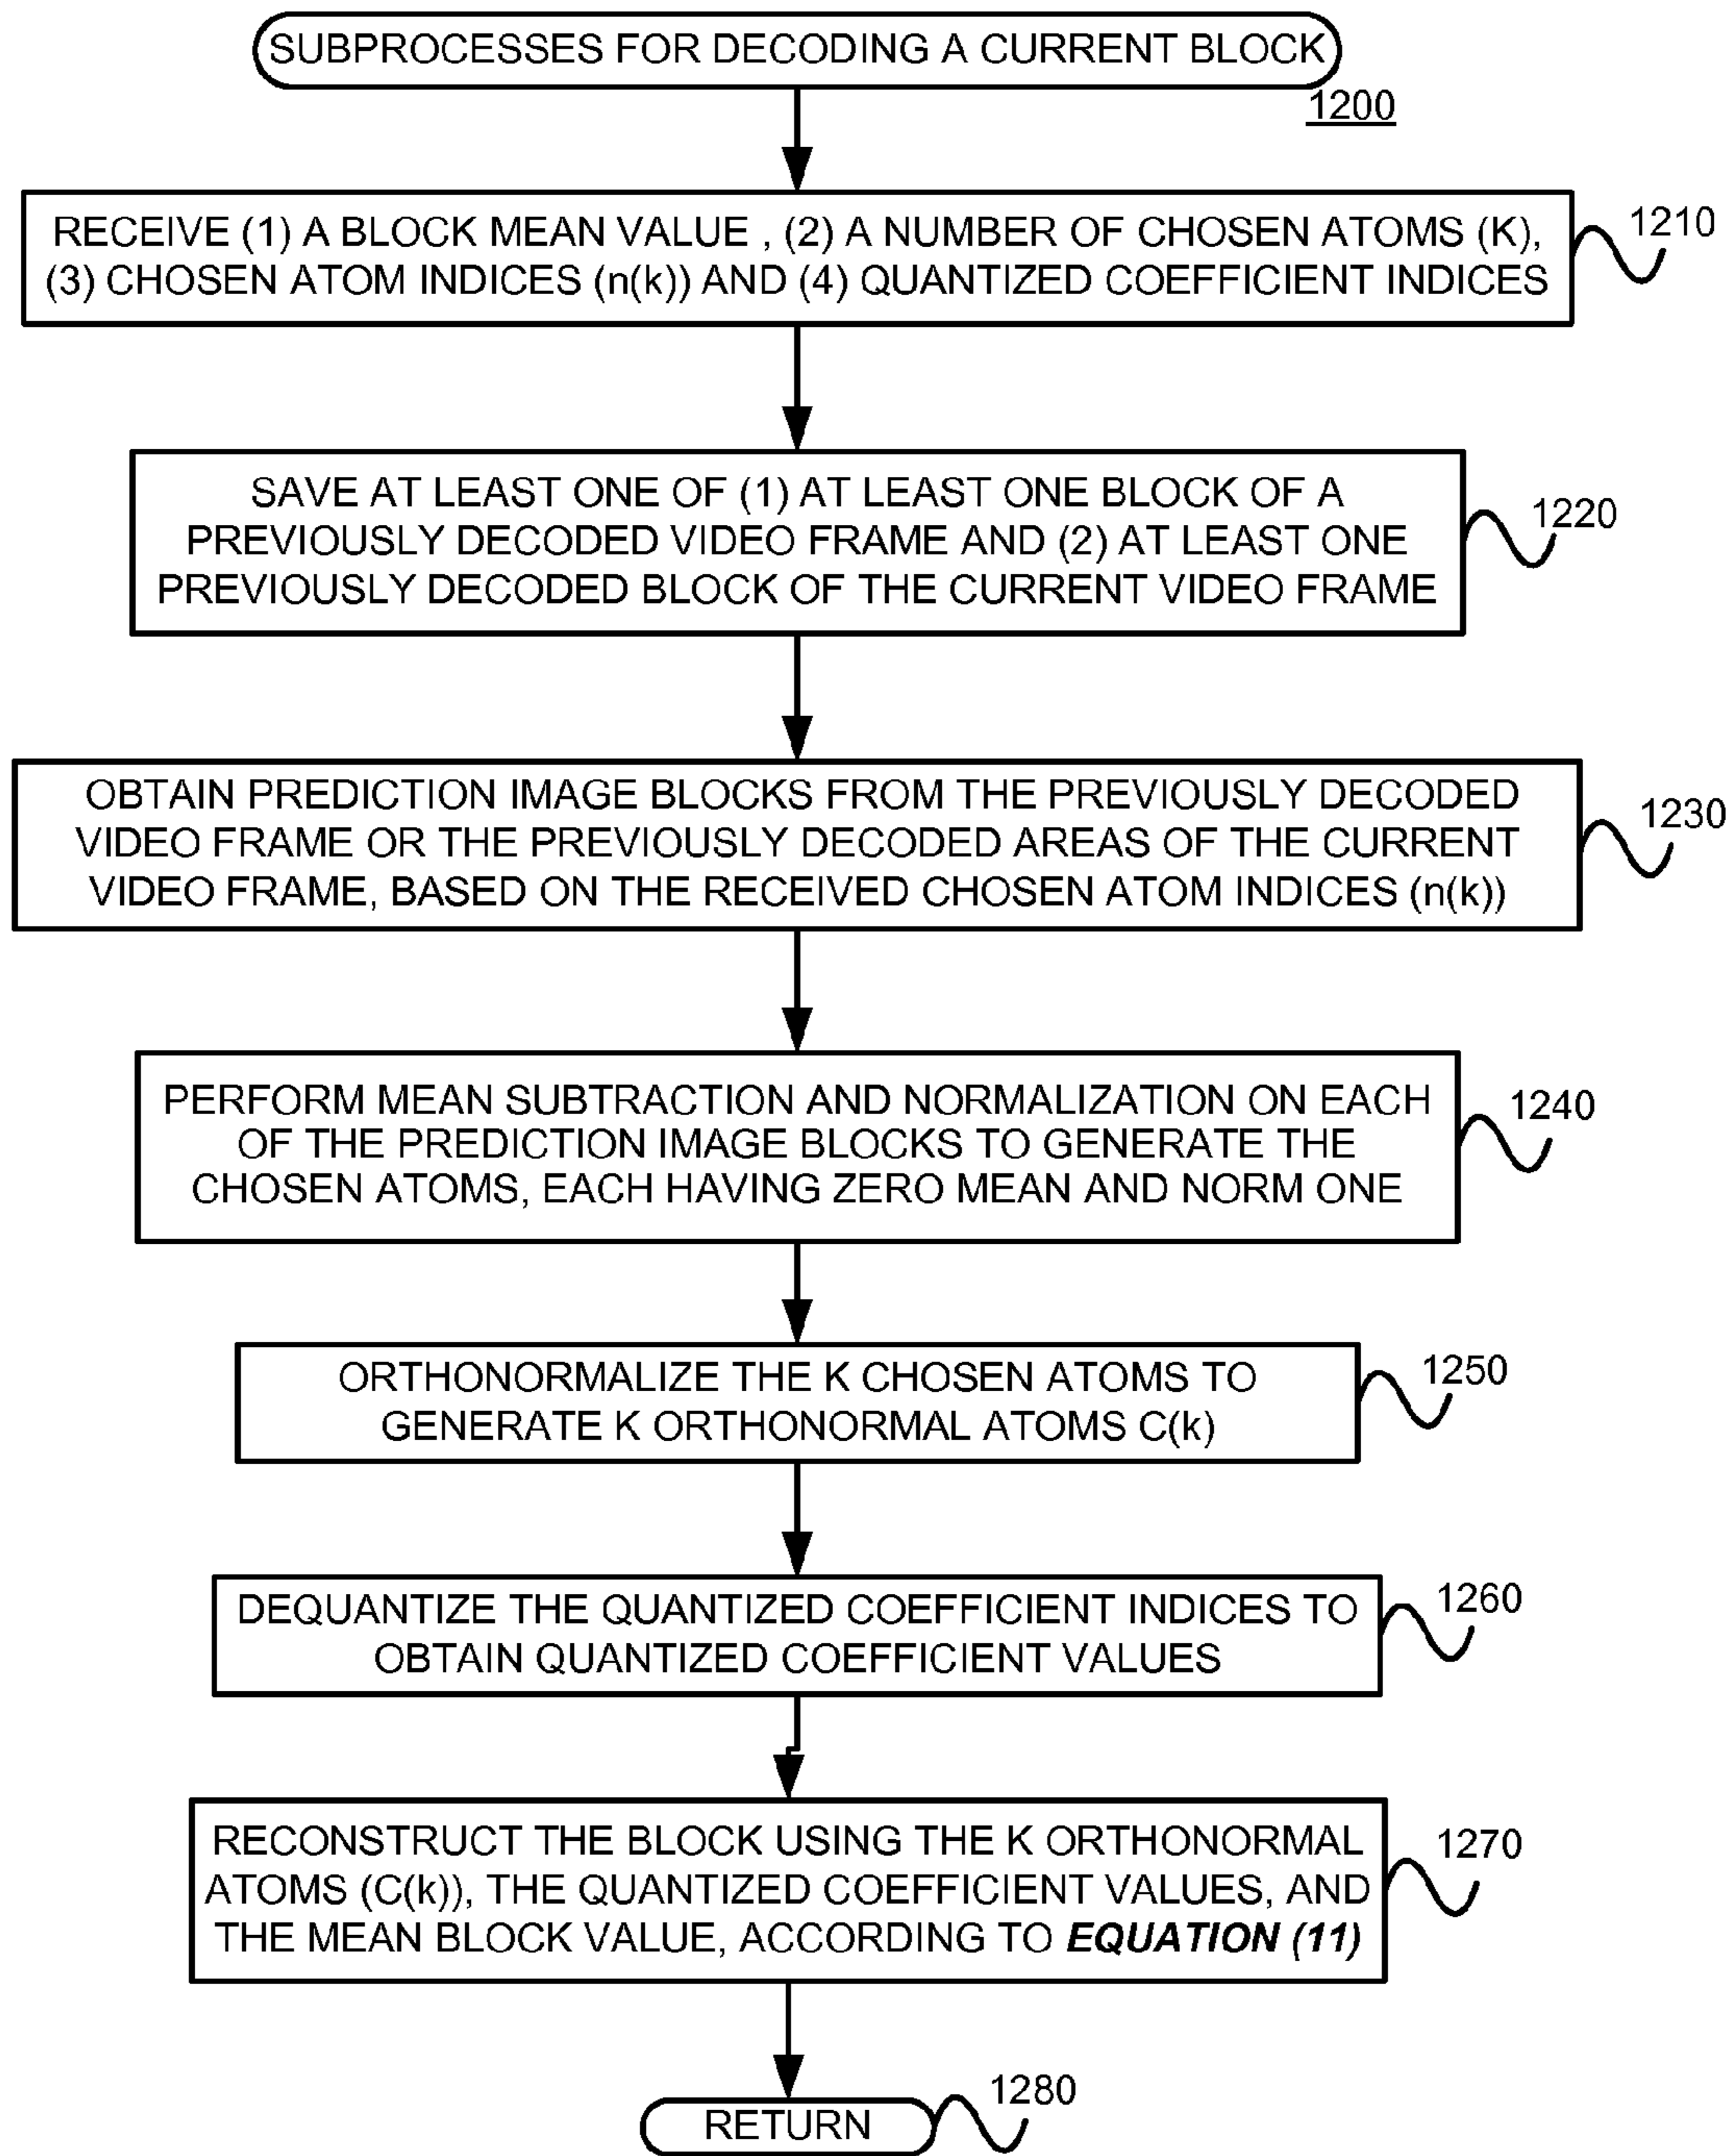 SUBPROCESSES FOR DECODING A CURRENT BLOCK
1200
RECEIVE (1) A BLOCK MEAN VALUE , (2) A NUMBER OF CHOSEN ATOMS (K),
(3) CHOSEN ATOM INDICES (n(k)) AND (4) QUANTIZED COEFFICIENT INDICES
1210
SAVE AT LEAST ONE OF (1) AT LEAST ONE BLOCK OF A
PREVIOUSLY DECODED VIDEO FRAME AND (2) AT LEAST ONE
PREVIOUSLY DECODED BLOCK OF THE CURRENT VIDEO FRAME
1220
OBTAIN PREDICTION IMAGE BLOCKS FROM THE PREVIOUSLY DECODED
VIDEO FRAME OR THE PREVIOUSLY DECODED AREAS OF THE CURRENT
VIDEO FRAME, BASED ON THE RECEIVED CHOSEN ATOM INDICES (n(k))
1230
PERFORM MEAN SUBTRACTION AND NORMALIZATION ON EACH
OF THE PREDICTION IMAGE BLOCKS TO GENERATE THE
CHOSEN ATOMS, EACH HAVING ZERO MEAN AND NORM ONE
1240
ORTHONORMALIZE THE K CHOSEN ATOMS TO
GENERATE K ORTHONORMAL ATOMS C(k)
1250
DEQUANTIZE THE QUANTIZED COEFFICIENT INDICES TO
OBTAIN QUANTIZED COEFFICIENT VALUES
1260
RECONSTRUCT THE BLOCK USING THE K ORTHONORMAL
ATOMS (C(k)), THE QUANTIZED COEFFICIENT VALUES, AND
THE MEAN BLOCK VALUE, ACCORDING TO EQUATION (11)
1270
RETURN
1280